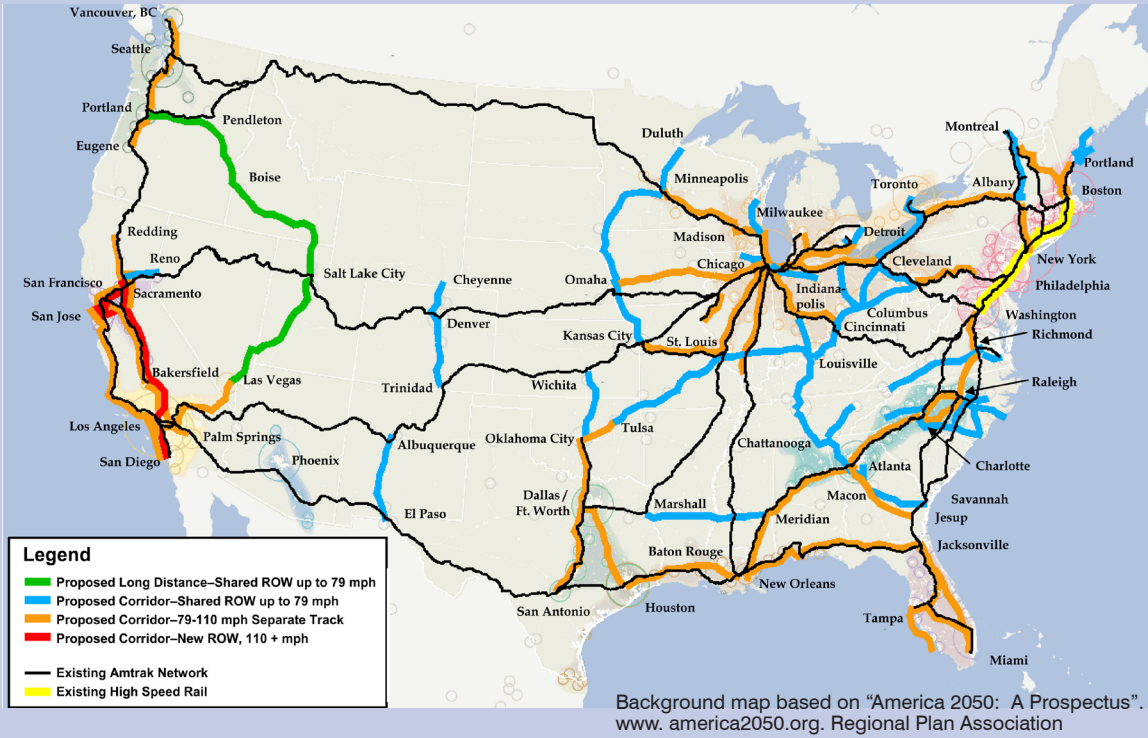 Vancouver, BC
Seattle
Portland
Pendleton
Eugene
Boise
Redding
Reno
San Francisco
Sacramento
San Jose
Salt Lake City
Cheyenne
Denver
Trinidad
Bakersfield
Las Vegas
Los Angeles
Palm Springs
San Diego
Phoenix
Albuquerque
El Paso
Duluth
Minneapolis
Milwaukee
Madison
Chicago
Omaha
Kansas City
St. Louis
Wichita
Oklahoma City
Tulsa
Dallas /
Ft. Worth
Marshall
Baton Rouge
San Antonio
Houston
New Orleans
Meridian
Chattanooga
Atlanta
Macon
Montreal
Portland
Boston
Albany
Toronto
Detroit
Cleveland
New York
Philadelphia
Indiana-
polis
Columbus
Cincinnati
Louisville
Washington
Richmond
Raleigh
Charlotte
Savannah
Jesup
Jacksonville
Tampa
Miami
Legend
Proposed Long Distance–Shared ROW up to 79 mph
Proposed Corridor–Shared ROW up to 79 mph
Proposed Corridor–79-110 mph Separate Track
Proposed Corridor–New ROW, 110 + mph
Existing Amtrak Network
Existing High Speed Rail
Background map based on “America 2050:  A Prospectus”.
www. america2050.org. Regional Plan Association